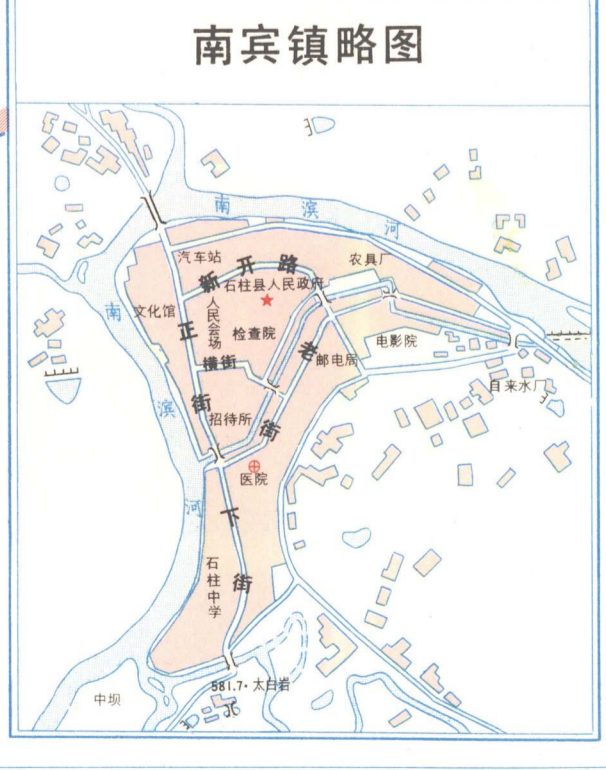 南宾镇略图
南滨河
汽车站
新开路
农具厂
石柱县人民政府
南滨河
文化馆
人民会场
正街
检查院
电影院
老街
邮电局
横街
自来水厂
招待所
医院
下街
石柱中学
581.7·太白岩
中坝